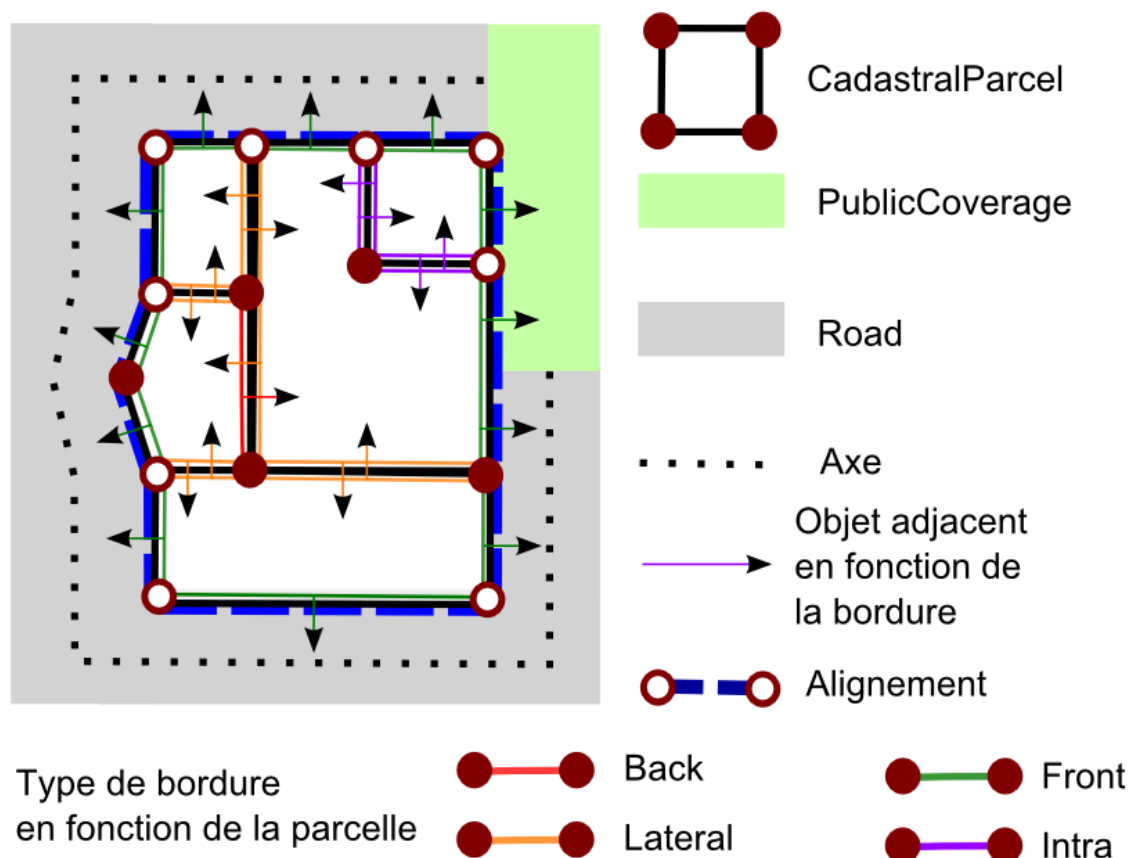 CadastralParcel
PublicCoverage
Road
Axe
Objet adjacent
en fonction de
la bordure
Alignement
Type de bordure
en fonction de la parcelle
Back
Lateral
Front
Intra